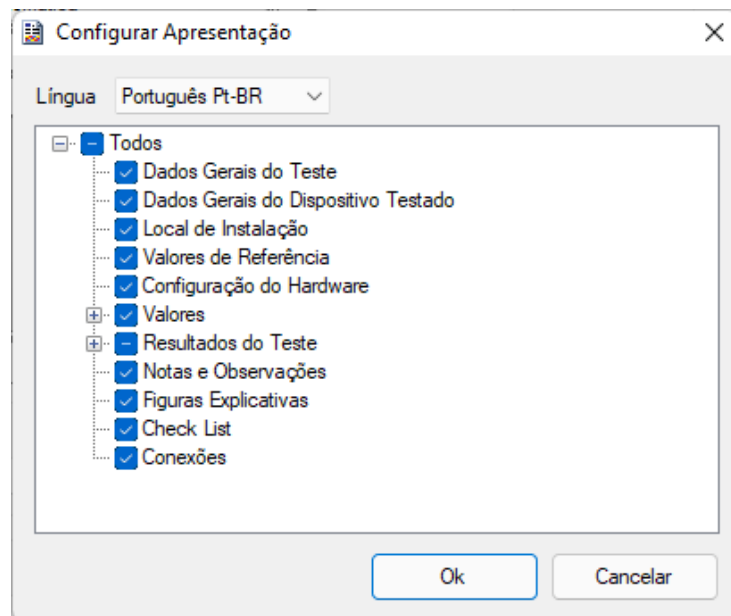 Configurar Apresentação
Língua Português Pt-BR
Todos
Dados Gerais do Teste
Dados Gerais do Dispositivo Testado
Local de Instalação
Valores de Referência
Configuração do Hardware
Valores
Resultados do Teste
Notas e Observações
Figuras Explicativas
Check List
Conexões
Ok Cancelar